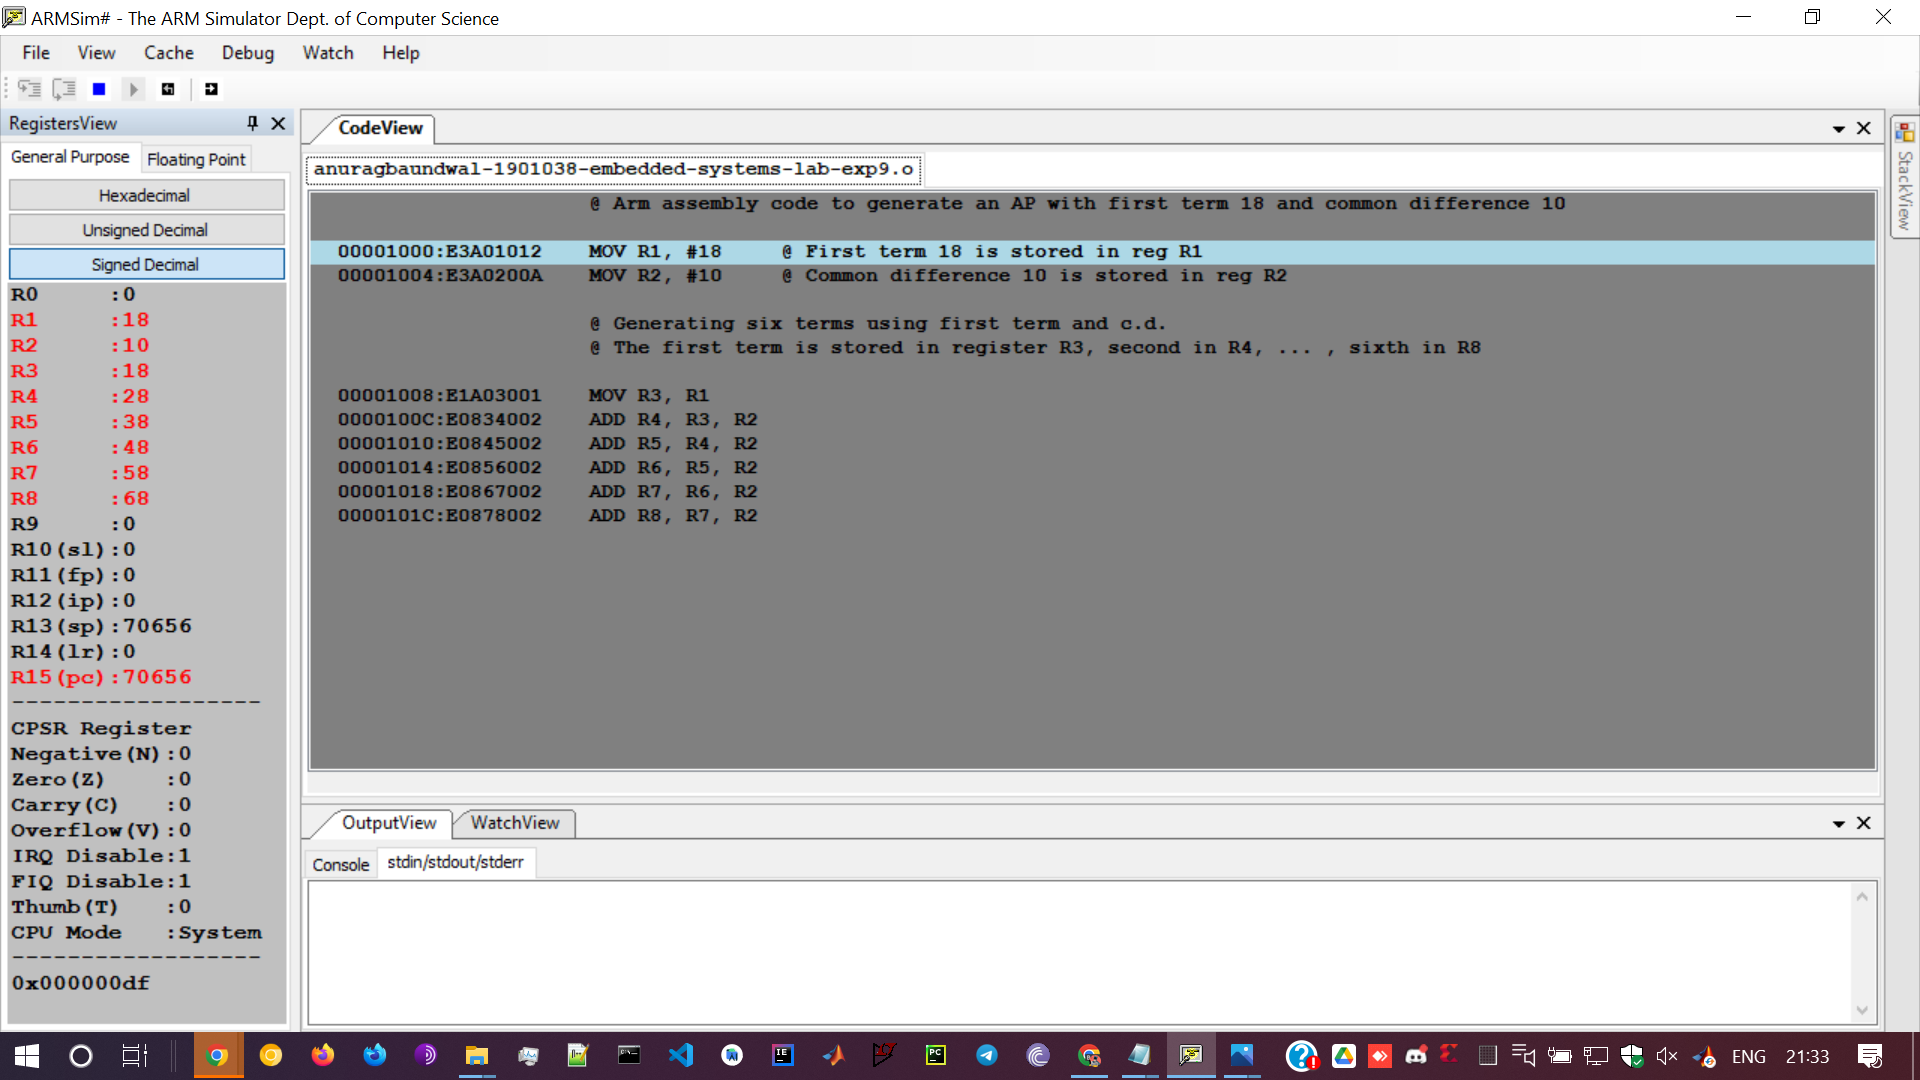 ARMSim# - The ARM Simulator Dept. of Computer Science
File View Cache Debug Watch Help
RegistersView
General Purpose Floating Point
Hexadecimal
Unsigned Decimal
Signed Decimal
R0 :0
R1 :18
R2 :10
R3 :18
R4 :28
R5 :38
R6 :48
R7 :58
R8 :68
R9 :0
R10(sl):0
R11(fp):0
R12(ip):0
R13(sp):70656
R14(lr):0
R15(pc):70656
-------------------
CPSR Register
Negative(N):0
Zero(Z) :0
Carry(C) :0
Overflow(V):0
IRQ Disable:1
FIQ Disable:1
Thumb(T) :0
CPU Mode :System
-------------------
0x000000df
CodeView
anuragbaundwal-1901038-embedded-systems-lab-exp9.o
@ Arm assembly code to generate an AP with first term 18 and common difference 10
00001000:E3A01012 MOV R1, #18 @ First term 18 is stored in reg R1
00001004:E3A0200A MOV R2, #10 @ Common difference 10 is stored in reg R2
@ Generating six terms using first term and c.d.
@ The first term is stored in register R3, second in R4, ... , sixth in R8
00001008:E1A03001 MOV R3, R1
0000100C:E0834002 ADD R4, R3, R2
00001010:E0845002 ADD R5, R4, R2
00001014:E0856002 ADD R6, R5, R2
00001018:E0867002 ADD R7, R6, R2
0000101C:E0878002 ADD R8, R7, R2
StackView
OutputView WatchView
Console stdin/stdout/stderr
ENG 21:33